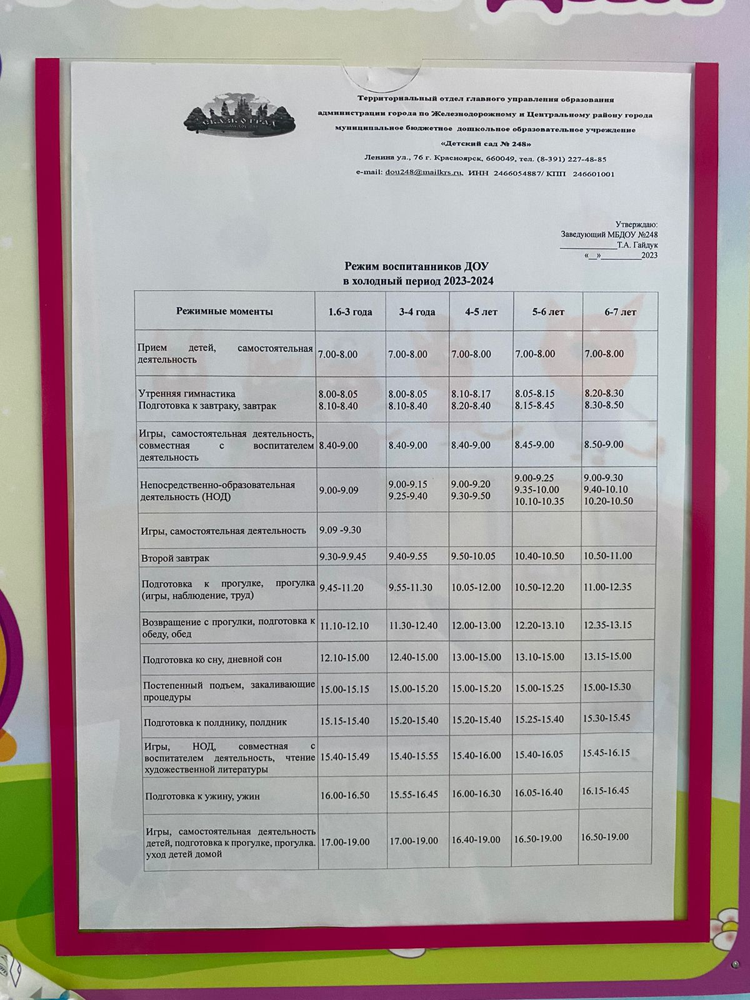 СКАЗКОГРАД
Территориальный отдел главного управления образования
администрации города по Железнодорожному и Центральному району города
муниципальное бюджетное дошкольное образовательное учреждение
«Детский сад № 248»
Ленина ул., 76 г. Красноярск, 660049, тел. (8-391) 227-48-85
e-mail: dou248@mailkrs.ru, ИНН 2466054887/ КПП 246601001
Утверждаю:
Заведующий МБДОУ №248
______________Т.А. Гайдук
«__»__________2023
Режим воспитанников ДОУ
в холодный период 2023-2024
Режимные моменты 1.6-3 года 3-4 года 4-5 лет 5-6 лет 6-7 лет
Прием детей, самостоятельная
деятельность 7.00-8.00 7.00-8.00 7.00-8.00 7.00-8.00 7.00-8.00
Утренняя гимнастика 8.00-8.05 8.00-8.05 8.10-8.17 8.05-8.15 8.20-8.30
Подготовка к завтраку, завтрак 8.10-8.40 8.10-8.40 8.20-8.40 8.15-8.45 8.30-8.50
Игры, самостоятельная деятельность,
совместная с воспитателем 8.40-9.00 8.40-9.00 8.40-9.00 8.45-9.00 8.50-9.00
деятельность
Непосредственно-образовательная 9.00-9.09 9.00-9.15 9.00-9.20 9.00-9.25 9.00-9.30
деятельность (НОД) 9.25-9.40 9.30-9.50 9.35-10.00 9.40-10.10
10.10-10.35 10.20-10.50
Игры, самостоятельная деятельность 9.09 -9.30
Второй завтрак 9.30-9.9.45 9.40-9.55 9.50-10.05 10.40-10.50 10.50-11.00
Подготовка к прогулке, прогулка
(игры, наблюдение, труд) 9.45-11.20 9.55-11.30 10.05-12.00 10.50-12.20 11.00-12.35
Возвращение с прогулки, подготовка к
обеду, обед 11.10-12.10 11.30-12.40 12.00-13.00 12.20-13.10 12.35-13.15
Подготовка ко сну, дневной сон 12.10-15.00 12.40-15.00 13.00-15.00 13.10-15.00 13.15-15.00
Постепенный подъем, закаливающие
процедуры 15.00-15.15 15.00-15.20 15.00-15.20 15.00-15.25 15.00-15.30
Подготовка к полднику, полдник 15.15-15.40 15.20-15.40 15.20-15.40 15.25-15.40 15.30-15.45
Игры, НОД, совместная с
воспитателем деятельность, чтение 15.40-15.49 15.40-15.55 15.40-16.00 15.40-16.05 15.45-16.15
художественной литературы
Подготовка к ужину, ужин 16.00-16.50 15.55-16.45 16.00-16.30 16.05-16.40 16.15-16.45
Игры, самостоятельная деятельность
детей, подготовка к прогулке, прогулка. 17.00-19.00 17.00-19.00 16.40-19.00 16.50-19.00 16.50-19.00
уход детей домой